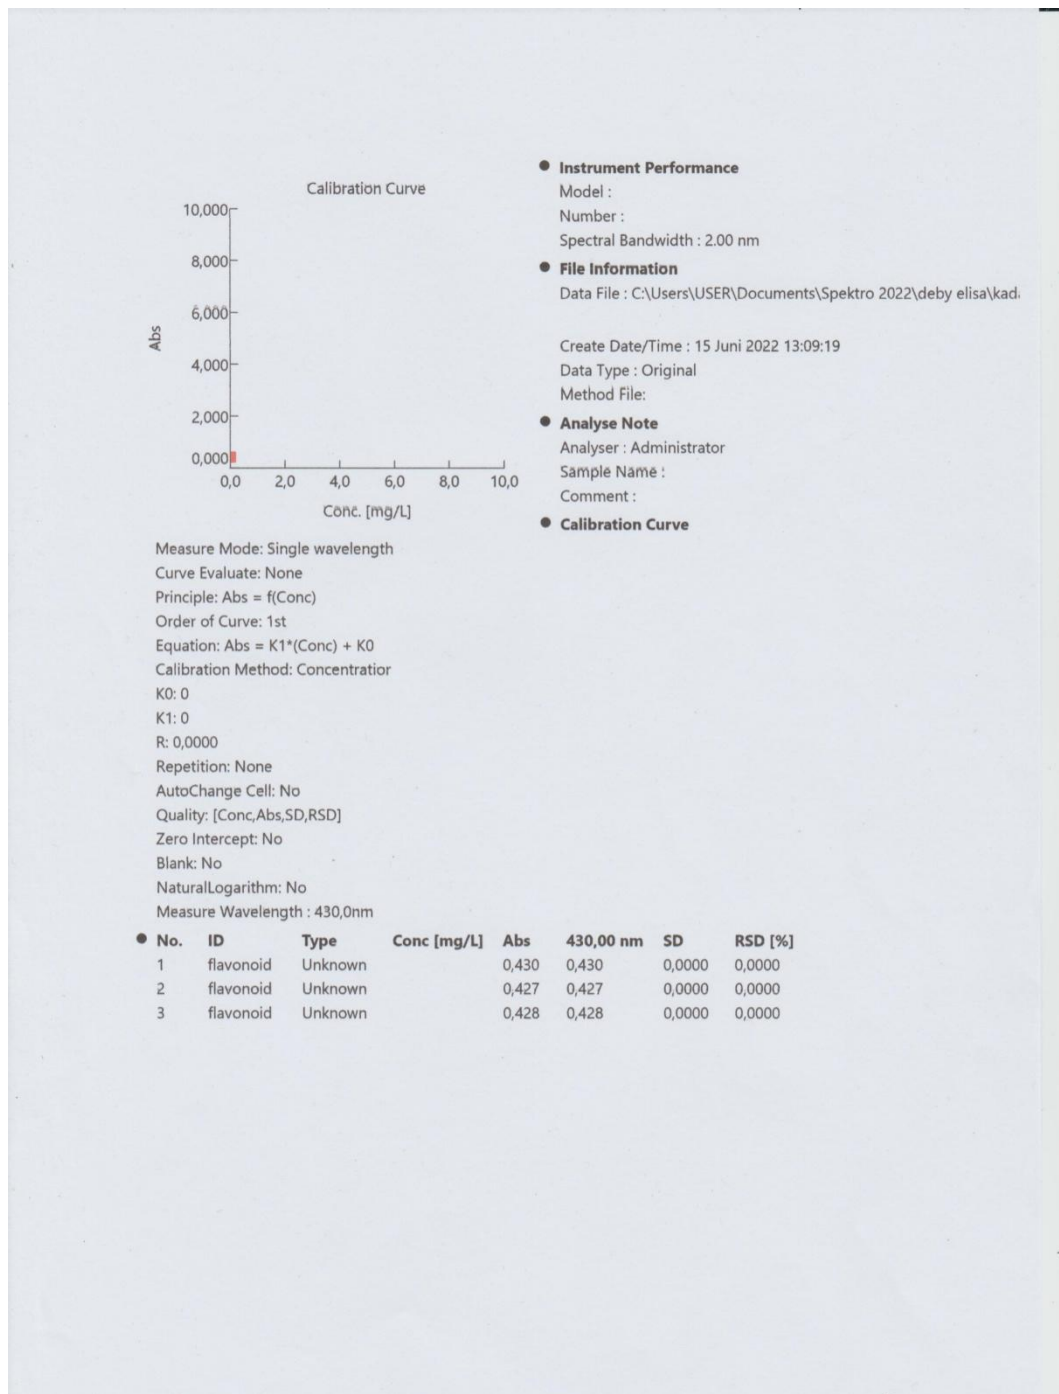 Calibration Curve
10,000
8,000
6,000
4,000
2,000
0,000
Abs
0,0 2,0 4,0 6,0 8,0 10,0
Conc. [mg/L]
Instrument Performance
Model :
Number :
Spectral Bandwidth : 2.00 nm
File Information
Data File : C:\Users\USER\Documents\Spektro 2022\deby elisa\kad
Create Date/Time : 15 Juni 2022 13:09:19
Data Type : Original
Method File:
Analyse Note
Analyser : Administrator
Sample Name :
Comment :
Calibration Curve
Measure Mode: Single wavelength
Curve Evaluate: None
Principle: Abs = f(Conc)
Order of Curve: 1st
Equation: Abs = K1*(Conc) + K0
Calibration Method: Concentratior
K0: 0
K1: 0
R: 0,0000
Repetition: None
AutoChange Cell: No
Quality: [Conc,Abs,SD,RSD]
Zero Intercept: No
Blank: No
NaturalLogarithm: No
Measure Wavelength : 430,0nm
No. ID Type Conc [mg/L] Abs 430,00 nm SD RSD [%]
1 flavonoid Unknown 0,430 0,430 0,0000 0,0000
2 flavonoid Unknown 0,427 0,427 0,0000 0,0000
3 flavonoid Unknown 0,428 0,428 0,0000 0,0000